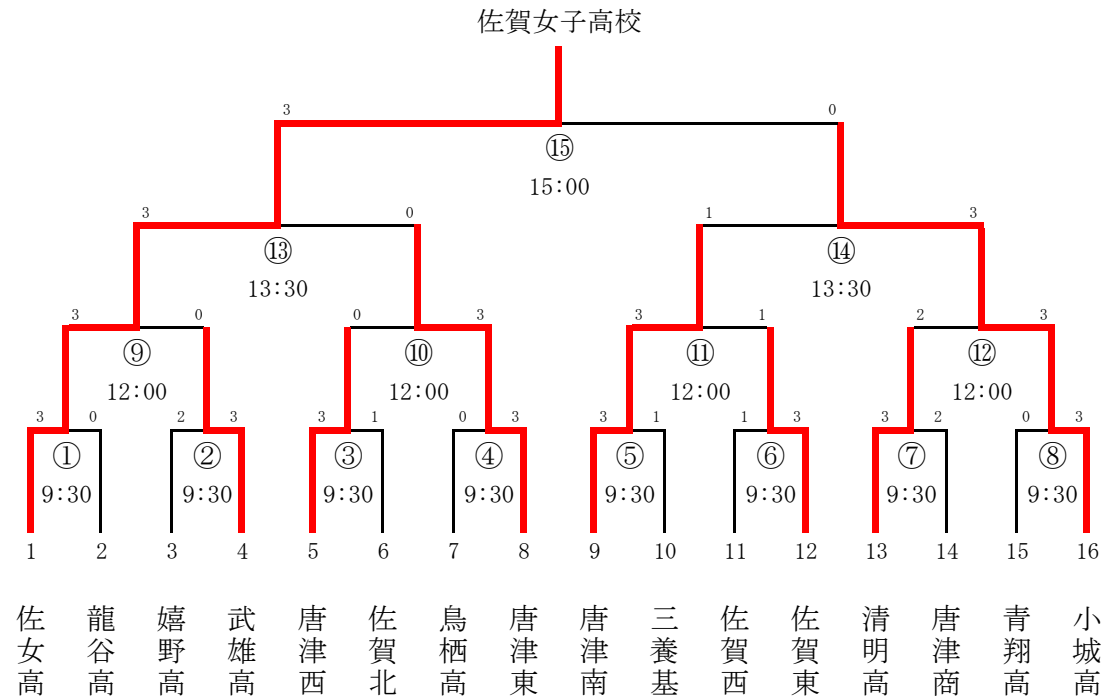 佐賀女子高校
3 0
⑮
15:00
3 0 1 3
⑬ ⑭
13:30 13:30
3 0 0 3 3 1 2 3
⑨ ⑩ ⑪ ⑫
12:00 12:00 12:00 12:00
3 0 2 3 3 1 0 3 3 1 1 3 3 2 0 3
① ② ③ ④ ⑤ ⑥ ⑦ ⑧
9:30 9:30 9:30 9:30 9:30 9:30 9:30 9:30
1 2 3 4 5 6 7 8 9 10 11 12 13 14 15 16
佐女高
龍谷高
嬉野高
武雄高
唐津西
佐賀北
鳥栖高
唐津東
唐津南
三養基
佐賀西
佐賀東
清明高
唐津商
青翔高
小城高